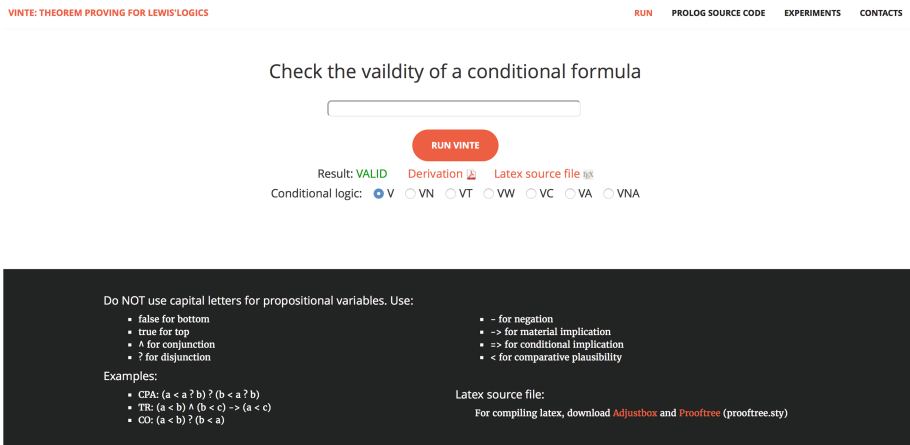 VINTE: THEOREM PROVING FOR LEWIS'LOGICS
RUN PROLOG SOURCE CODE EXPERIMENTS CONTACTS
Check the vaildity of a conditional formula
RUN VINTE
Result: VALID Derivation Latex source file
Conditional logic: V VN VT VW VC VA VNA
Do NOT use capital letters for propositional variables. Use:
false for bottom
true for top
^ for conjunction
? for disjunction
- for negation
-> for material implication
=> for conditional implication
< for comparative plausibility
Examples:
CPA: (a < a ? b) ? (b < a ? b)
TR: (a < b) ^ (b < c) -> (a < c)
CO: (a < b) ? (b < a)
Latex source file:
For compiling latex, download Adjustbox and Prooftree (prooftree.sty)